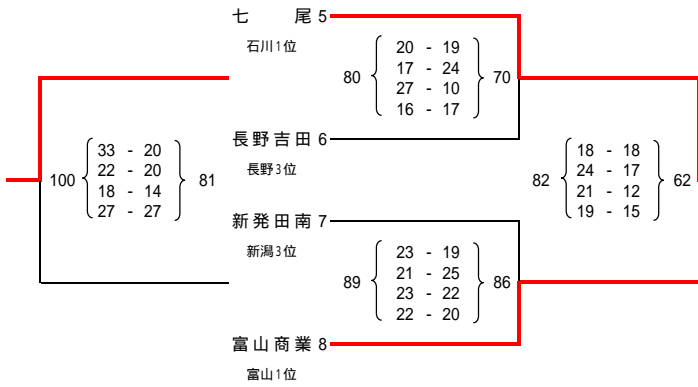 七尾 5
石川1位
80 20 - 19 70
17 - 24
27 - 10
16 - 17
長野吉田 6
長野3位
100 33 - 20 81
22 - 20
18 - 14
27 - 27
82 18 - 18 62
24 - 17
21 - 12
19 - 15
新発田南 7
新潟3位
89 23 - 19 86
21 - 25
23 - 22
22 - 20
富山商業 8
富山1位